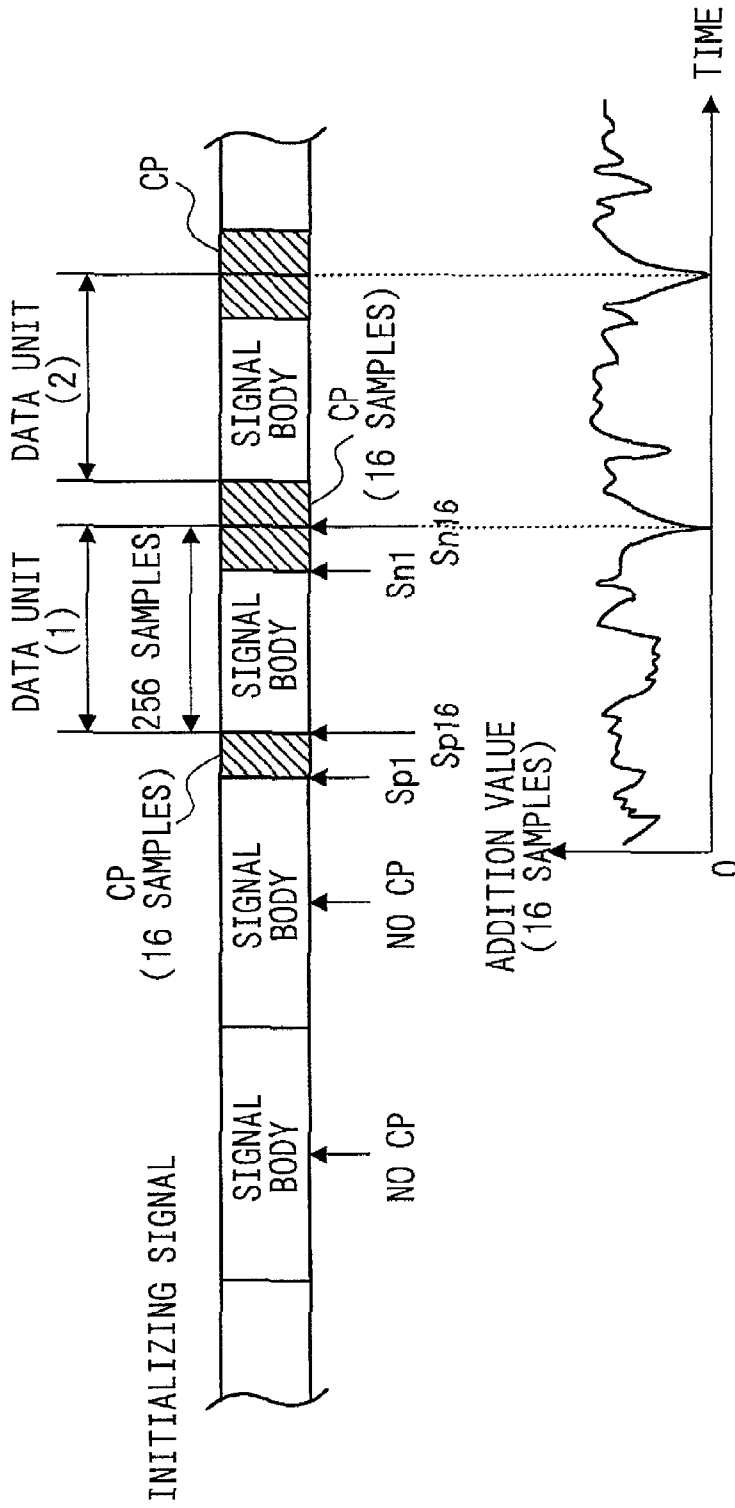 INITIALIZING SIGNAL
DATA UNIT
(1)
DATA UNIT
(2)
256 SAMPLES
CP
(16 SAMPLES)
CP
SIGNAL
BODY
SIGNAL
BODY
SIGNAL
BODY
SIGNAL
BODY
CP
(16 SAMPLES)
NO CP
NO CP
Sp1
Sp16
Sn1
Sn16
ADDITION VALUE
(16 SAMPLES)
0
TIME